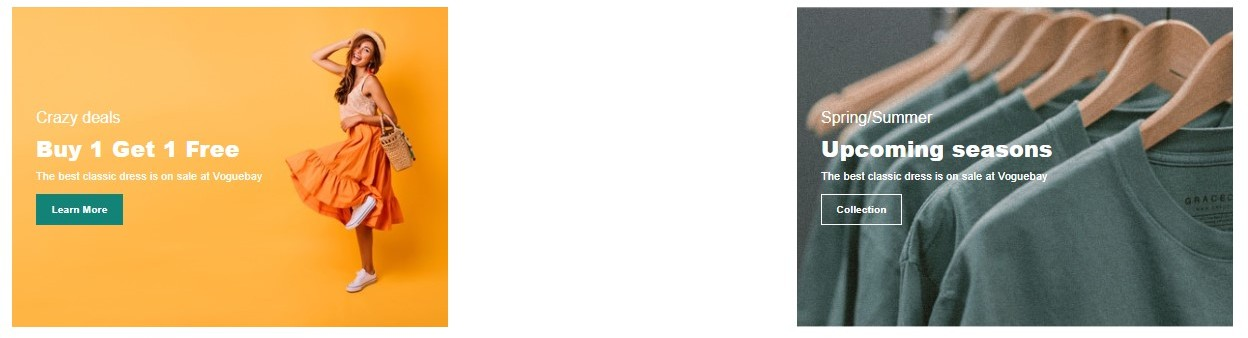 Crazy deals
Buy 1 Get 1 Free
The best classic dress is on sale at Voguebay
Learn More
Spring/Summer
Upcoming seasons
The best classic dress is on sale at Voguebay
Collection